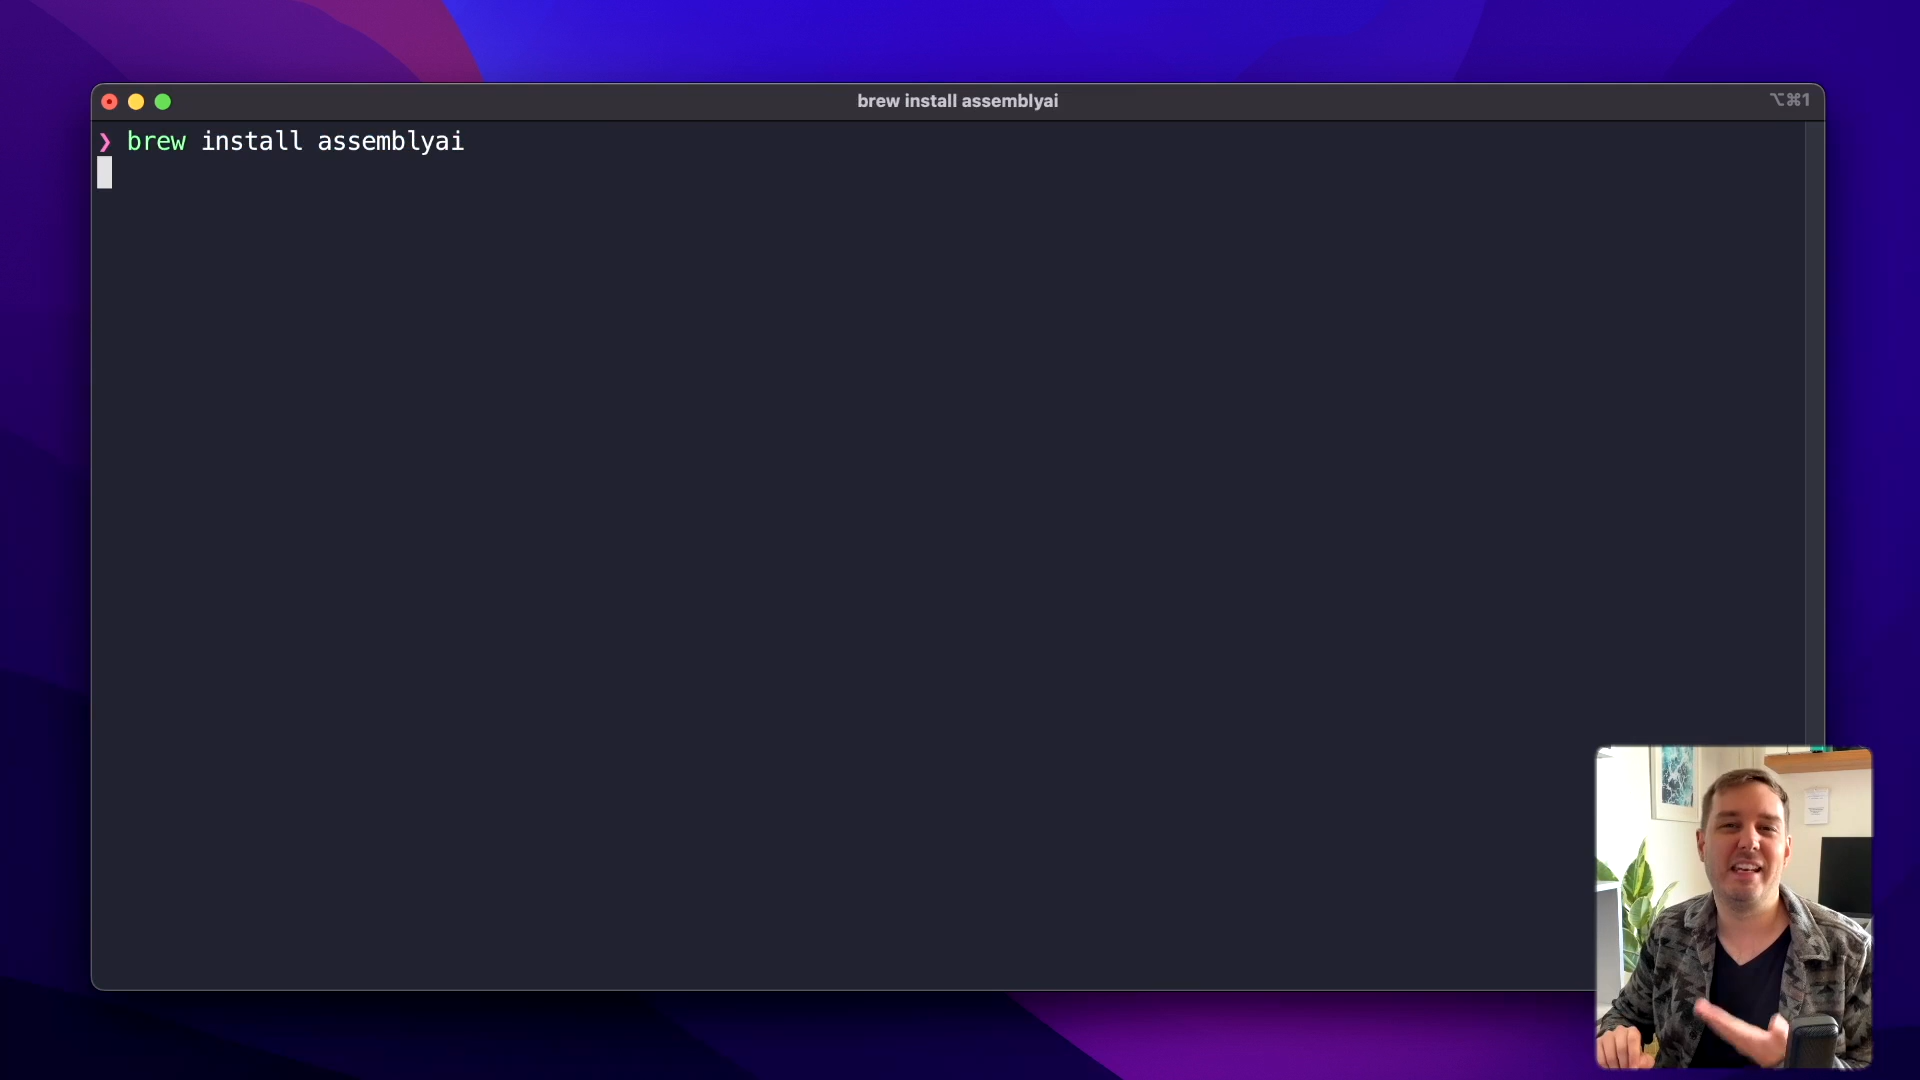 brew install assemblyai
⌥⌘1
❯ brew install assemblyai